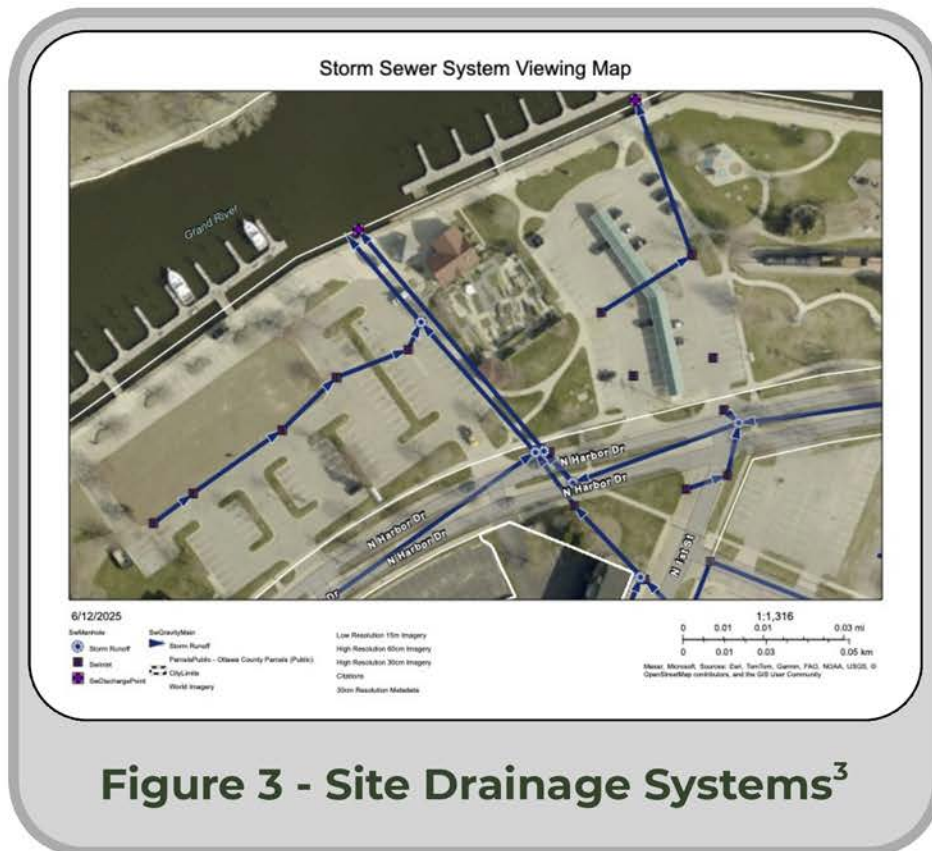 Storm Sewer System Viewing Map
Grand River
N Harbor Dr
N Harbor Dr
N Harbor Dr
N Harbor Dr
Dr
N 1st St
6/12/2025
SwManhole
Storm Runoff
SwInlet
SwDischargePoint
SwGravityMain
Storm Runoff
ParcelsPublic - Ottawa County Parcels (Public)
CityLimits
World Imagery
Low Resolution 15m Imagery
High Resolution 60cm Imagery
High Resolution 30cm Imagery
Citations
30cm Resolution Metadata
1:1,316
0 0.01 0.01 0.03 mi
0 0.01 0.03 0.05 km
Maxar, Microsoft, Sources: Esri, TomTom, Garmin, FAO, NOAA, USGS, ©
OpenStreetMap contributors, and the GIS User Community
Figure 3 - Site Drainage Systems³